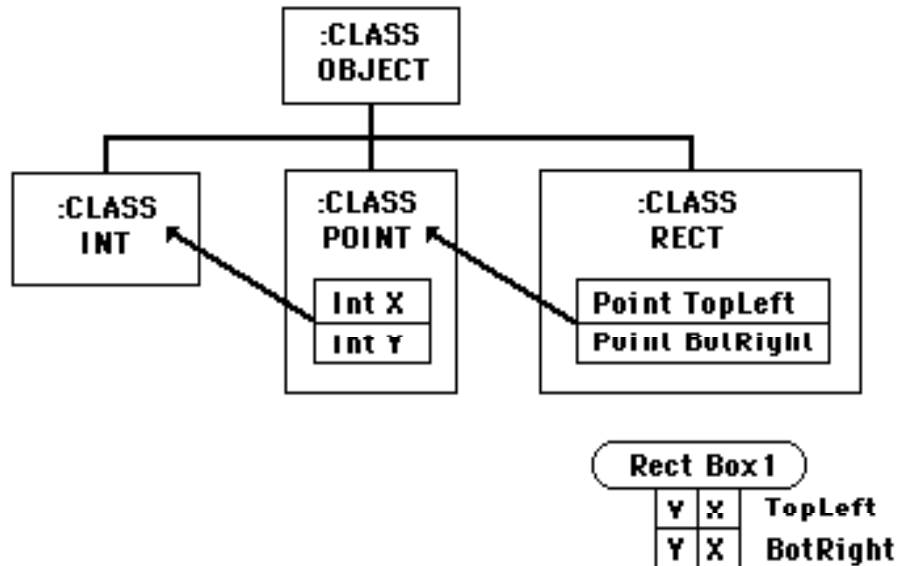 :CLASS
OBJECT
:CLASS
INT
:CLASS
POINT
Int X
Int Y
:CLASS
RECT
Point TopLeft
Point BotRight
Rect Box1
Y X TopLeft
Y X BotRight